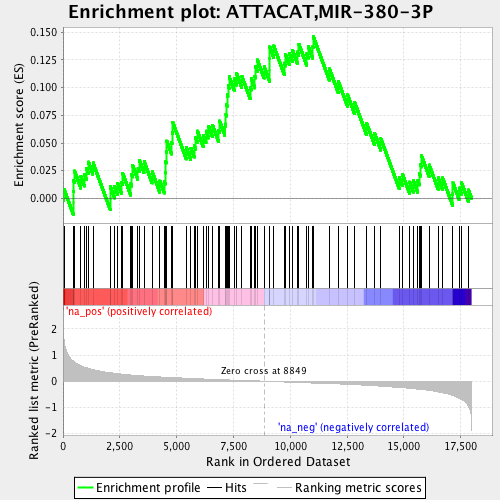 Enrichment plot: ATTACAT,MIR-380-3P
Enrichment score (ES)
0.150
0.125
0.100
0.075
0.050
0.025
0.000
'na_pos' (positively correlated)
Ranked list metric (PreRanked)
2
1
0
-1
-2
Zero cross at 8849
'na_neg' (negatively correlated)
0 2,500 5,000 7,500 10,000 12,500 15,000 17,500
Rank in Ordered Dataset
Enrichment profile Hits Ranking metric scores